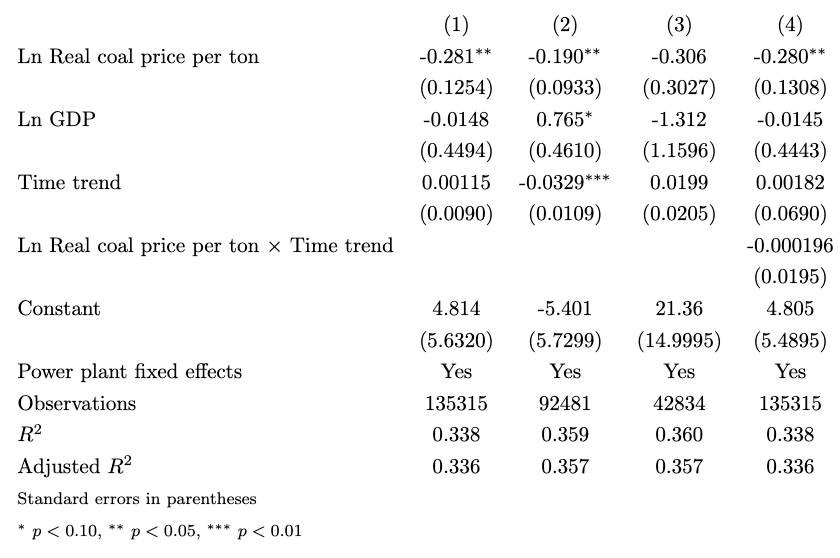 (1) (2) (3) (4)
Ln Real coal price per ton -0.281** -0.190** -0.306 -0.280**
(0.1254) (0.0933) (0.3027) (0.1308)
Ln GDP -0.0148 0.765* -1.312 -0.0145
(0.4494) (0.4610) (1.1596) (0.4443)
Time trend 0.00115 -0.0329*** 0.0199 0.00182
(0.0090) (0.0109) (0.0205) (0.0690)
Ln Real coal price per ton × Time trend -0.000196
(0.0195)
Constant 4.814 -5.401 21.36 4.805
(5.6320) (5.7299) (14.9995) (5.4895)
Power plant fixed effects Yes Yes Yes Yes
Observations 135315 92481 42834 135315
R² 0.338 0.359 0.360 0.338
Adjusted R² 0.336 0.357 0.357 0.336
Standard errors in parentheses
* p < 0.10, ** p < 0.05, *** p < 0.01